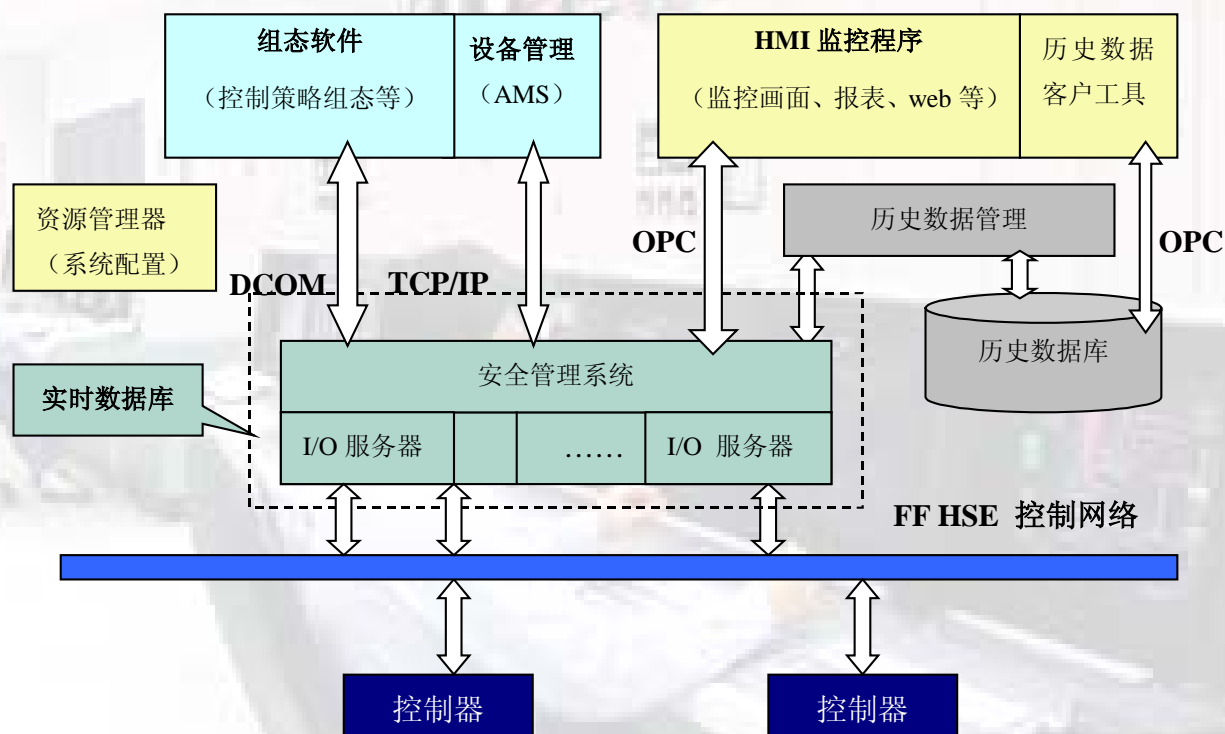 组态软件
（控制策略组态等）
设备管理
（AMS）
HMI 监控程序
（监控画面、报表、web 等）
历史数据
客户工具
资源管理器
（系统配置）
历史数据管理
OPC
OPC
DCOM
TCP/IP
历史数据库
安全管理系统
实时数据库
I/O 服务器
……
I/O 服务器
FF HSE 控制网络
控制器
控制器